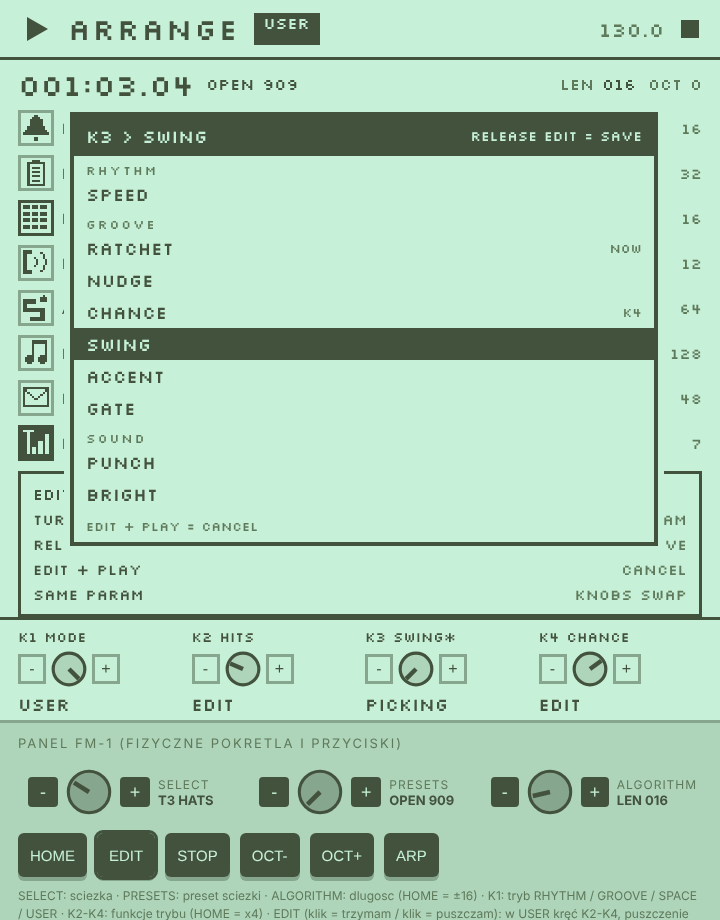 ARRANGE USER 130.0
001:03.04 OPEN 909 LEN 016 OCT 0
K3 > SWING RELEASE EDIT = SAVE
16
RHYTHM
32
SPEED
16
GROOVE
RATCHET NOW
12
NUDGE
64
CHANCE K4
SWING
128
ACCENT
48
GATE
7
SOUND
PUNCH
BRIGHT
EDIT + PLAY = CANCEL
EDI
TUR AM
REL VE
EDIT + PLAY CANCEL
SAME PARAM KNOBS SWAP
K1 MODE K2 HITS K3 SWING* K4 CHANCE
- + - + - + - +
USER EDIT PICKING EDIT
PANEL FM-1 (FIZYCZNE POKRETLA I PRZYCISKI)
- + SELECT T3 HATS - + PRESETS OPEN 909 - + ALGORITHM LEN 016
HOME EDIT STOP OCT- OCT+ ARP
SELECT: sciezka · PRESETS: preset sciezki · ALGORITHM: dlugosc (HOME = ±16) · K1: tryb RHYTHM / GROOVE / SPACE
/ USER · K2-K4: funkcje trybu (HOME = x4) · EDIT (klik = trzymam / klik = puszczam): w USER kręć K2-K4, puszczenie